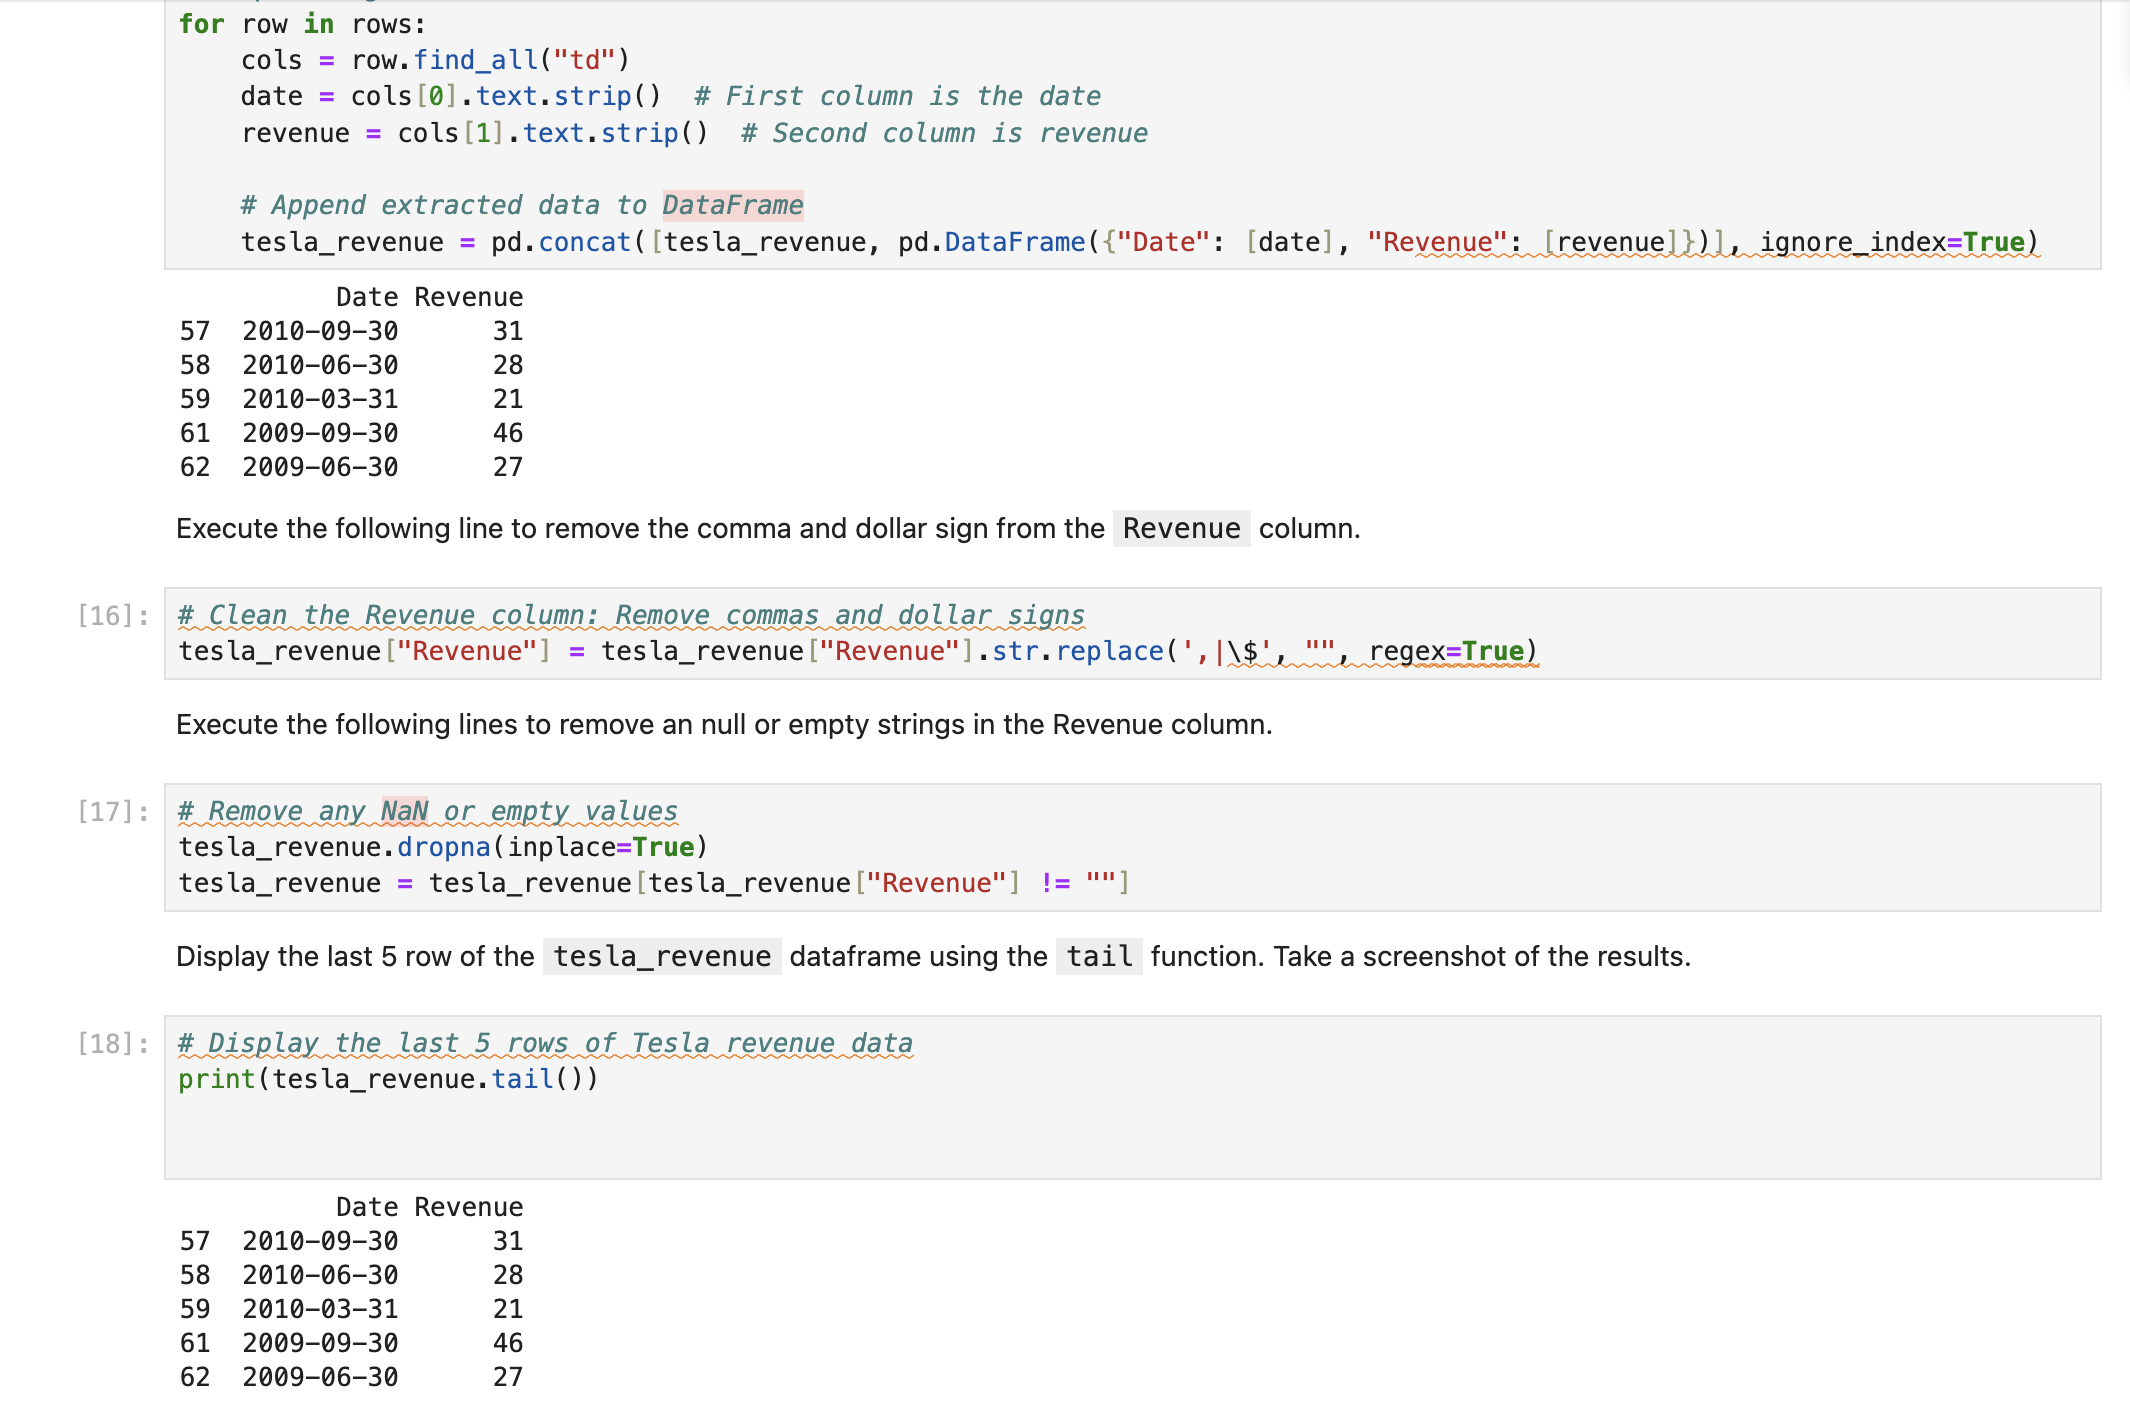 for row in rows:
    cols = row.find_all("td")
    date = cols[0].text.strip()  # First column is the date
    revenue = cols[1].text.strip()  # Second column is revenue

    # Append extracted data to DataFrame
    tesla_revenue = pd.concat([tesla_revenue, pd.DataFrame({"Date": [date], "Revenue": [revenue]})], ignore_index=True)
          Date Revenue
57  2010-09-30      31
58  2010-06-30      28
59  2010-03-31      21
61  2009-09-30      46
62  2009-06-30      27
Execute the following line to remove the comma and dollar sign from the Revenue column.
[16]: # Clean the Revenue column: Remove commas and dollar signs
tesla_revenue["Revenue"] = tesla_revenue["Revenue"].str.replace(',|\$', "", regex=True)
Execute the following lines to remove an null or empty strings in the Revenue column.
[17]: # Remove any NaN or empty values
tesla_revenue.dropna(inplace=True)
tesla_revenue = tesla_revenue[tesla_revenue["Revenue"] != ""]
Display the last 5 row of the tesla_revenue dataframe using the tail function. Take a screenshot of the results.
[18]: # Display the last 5 rows of Tesla revenue data
print(tesla_revenue.tail())
          Date Revenue
57  2010-09-30      31
58  2010-06-30      28
59  2010-03-31      21
61  2009-09-30      46
62  2009-06-30      27